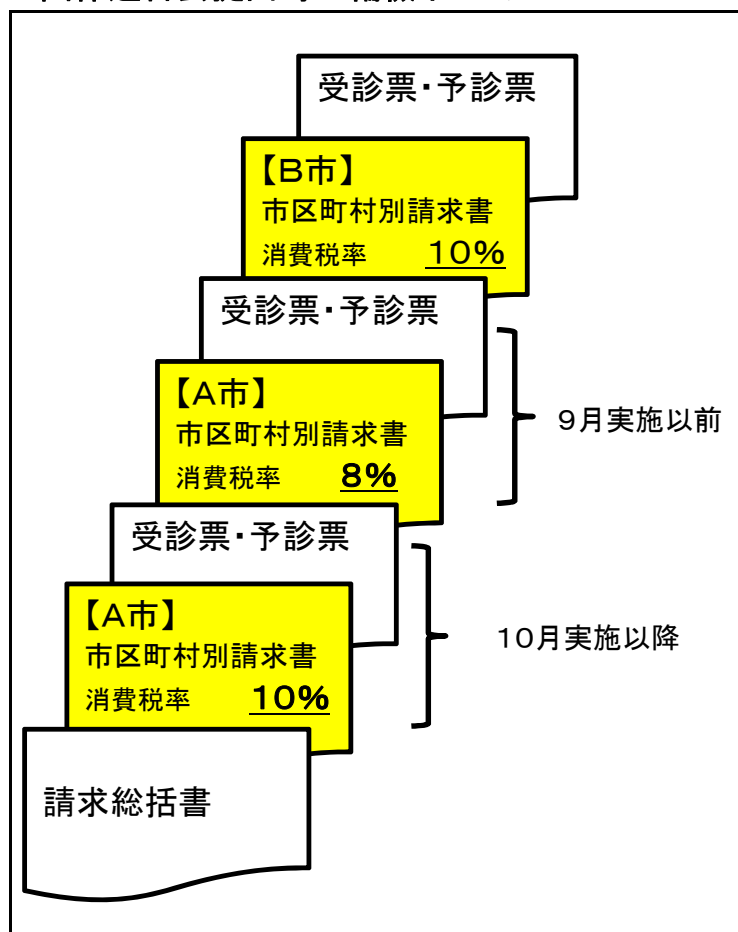 受診票・予診票
【B市】
市区町村別請求書
消費税率 10%
受診票・予診票
【A市】
市区町村別請求書
消費税率 8%
9月実施以前
受診票・予診票
【A市】
市区町村別請求書
消費税率 10%
10月実施以降
請求総括書